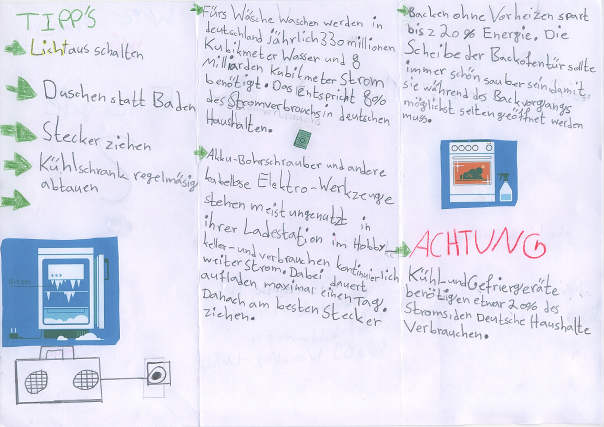 TIPP'S
Licht aus schalten
Duschen statt Baden
Stecker ziehen
Kühlschrank regelmäsig
abtauen
Fürs Wäsche Waschen werden in
deutschland Jährlich 330 millionen
Kubikmeter Wasser und 8
Milliarden kubikmeter Strom
benötigt. Das Entspricht 80%
des Stromverbrauchs in deutschen
Haushalten.
Akku-Bohrschrauber und andere
kabellose Elektro-Werkzeuge
stehen meist ungenutzt in
ihrer Ladestation im Hobby
keller- und verbrauchen kontinuierlich
weiter Strom. Dabei dauert
aufladen maximal einen Tag.
Danach am besten Stecker
ziehen.
Backen ohne Vorheizen spart
bis z 20% Energie. Die
Scheibe der Backofentür sollte
immer schön sauber sein damit
sie während des Backvorgangs
möglichst selten geöffnet werden
muss.
ACHTUNG
Kühl und Gefriergeräte
benötigen etwar 20% des
Stroms, den Deutsche Haushalte
Verbrauchen.